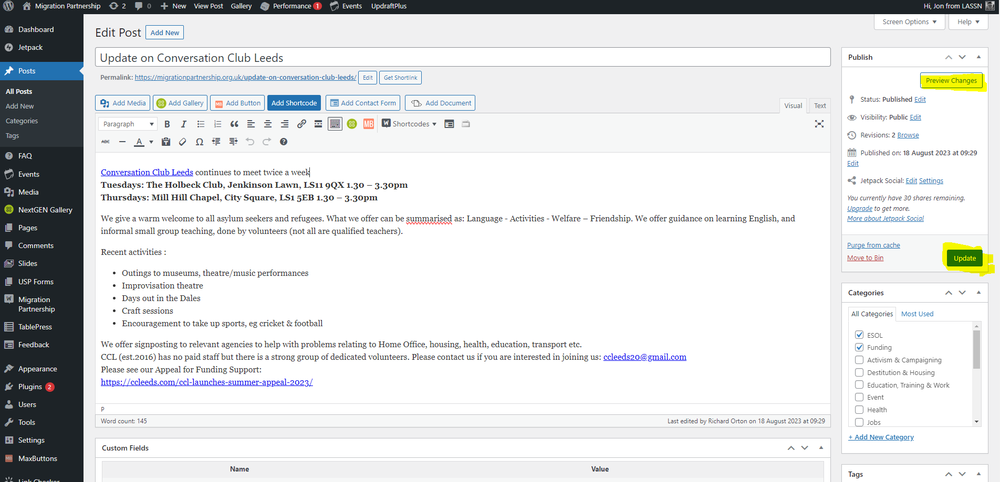 Migration Partnership 2 0 New View Post Gallery Performance 1 Events UpdraftPlus Hi, Jon from LASSN
Dashboard
Jetpack
Posts
All Posts
Add New
Categories
Tags
FAQ
Events
Media
NextGEN Gallery
Pages
Comments
Slides
USP Forms
Migration
Partnership
TablePress
Feedback
Appearance
Plugins 2
Users
Tools
Settings
MB MaxButtons
Link Checker
Screen Options Help
Edit Post Add New
Update on Conversation Club Leeds
Permalink: https://migrationpartnership.org.uk/update-on-conversation-club-leeds/ Edit Get Shortlink
Add Media Add Gallery MB Add Button Add Shortcode Add Contact Form Add Document
Visual Text
Paragraph B I MB Shortcodes
ABC A Ω
Conversation Club Leeds continues to meet twice a week
Tuesdays: The Holbeck Club, Jenkinson Lawn, LS11 9QX 1.30 – 3.30pm
Thursdays: Mill Hill Chapel, City Square, LS1 5EB 1.30 – 3.30pm
We give a warm welcome to all asylum seekers and refugees. What we offer can be summarised as: Language - Activities - Welfare – Friendship. We offer guidance on learning English, and
informal small group teaching, done by volunteers (not all are qualified teachers).
Recent activities :
• Outings to museums, theatre/music performances
• Improvisation theatre
• Days out in the Dales
• Craft sessions
• Encouragement to take up sports, eg cricket & football
We offer signposting to relevant agencies to help with problems relating to Home Office, housing, health, education, transport etc.
CCL (est.2016) has no paid staff but there is a strong group of dedicated volunteers. Please contact us if you are interested in joining us: ccleeds20@gmail.com
Please see our Appeal for Funding Support:
https://ccleeds.com/ccl-launches-summer-appeal-2023/
P
Word count: 145 Last edited by Richard Orton on 18 August 2023 at 09:29
Custom Fields
Name Value
Publish
Preview Changes
Status: Published Edit
Visibility: Public Edit
Revisions: 2 Browse
Published on: 18 August 2023 at 09:29
Edit
Jetpack Social: Edit Settings
You currently have 30 shares remaining.
Upgrade to get more.
More about Jetpack Social
Purge from cache
Move to Bin
Update
Categories
All Categories Most Used
ESOL
Funding
Activism & Campaigning
Destitution & Housing
Education, Training & Work
Event
Health
Jobs
+ Add New Category
Tags